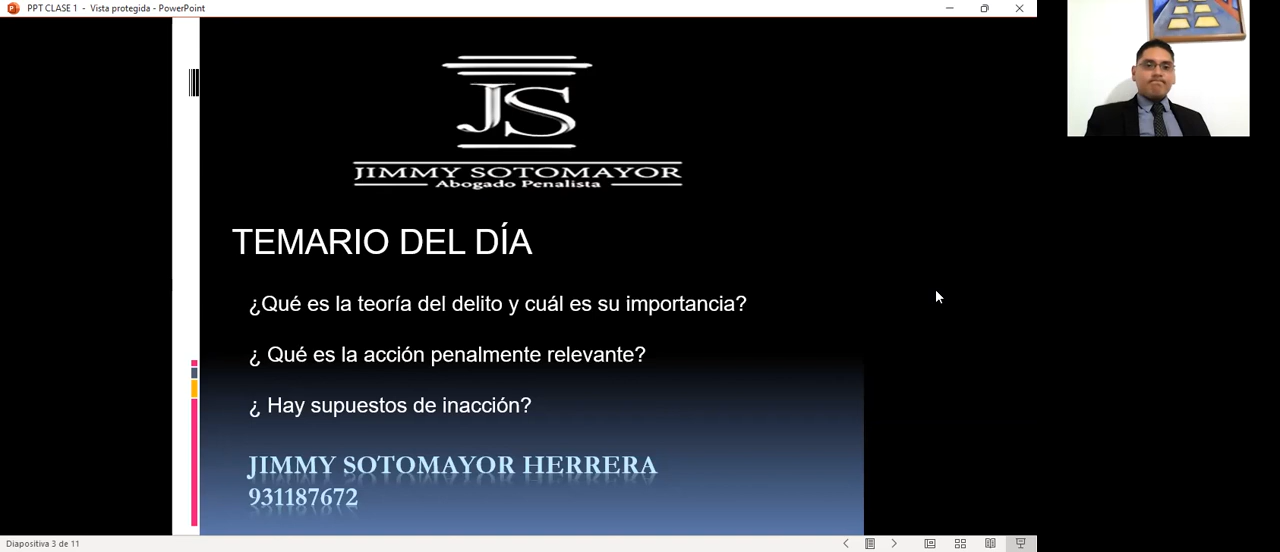 PPT CLASE 1 - Vista protegida - PowerPoint
JS
JIMMY SOTOMAYOR
Abogado Penalista
TEMARIO DEL DÍA
¿Qué es la teoría del delito y cuál es su importancia?
¿ Qué es la acción penalmente relevante?
¿ Hay supuestos de inacción?
JIMMY SOTOMAYOR HERRERA
931187672
Diapositiva 3 de 11